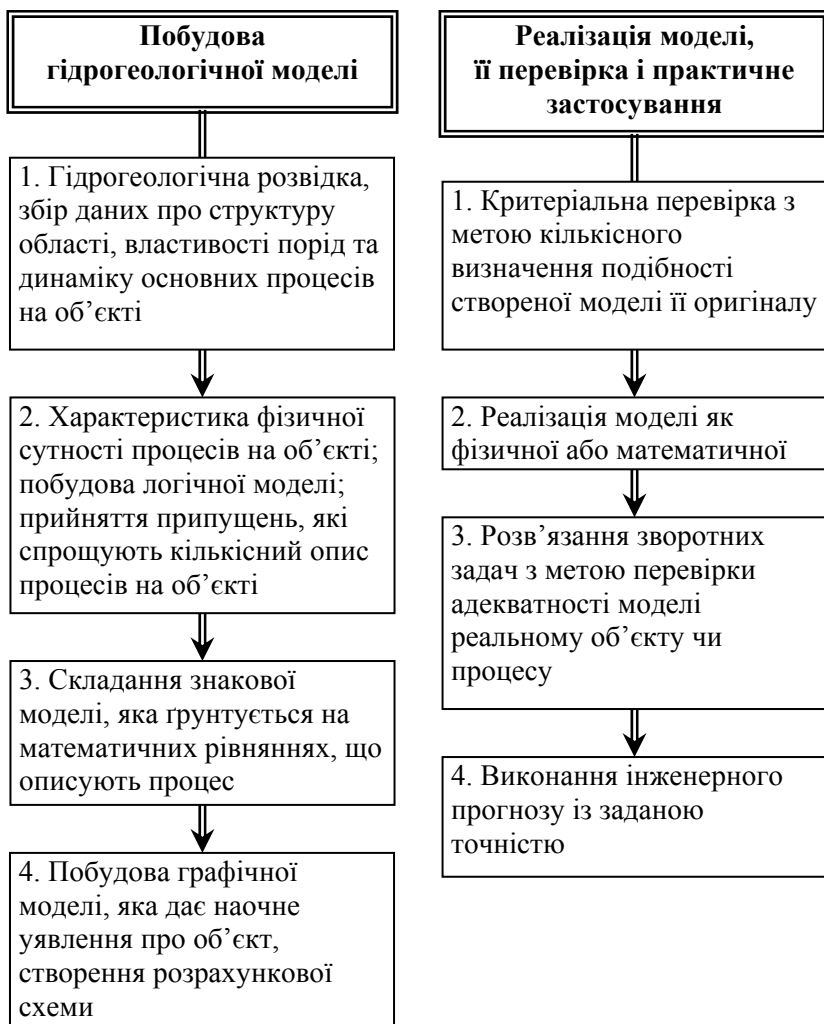 Побудова
гідрогеологічної моделі
1. Гідрогеологічна розвідка,
збір даних про структуру
області, властивості порід та
динаміку основних процесів
на об’єкті
2. Характеристика фізичної
сутності процесів на об’єкті;
побудова логічної моделі;
прийняття припущень, які
спрощують кількісний опис
процесів на об’єкті
3. Складання знакової
моделі, яка ґрунтується на
математичних рівняннях, що
описують процес
4. Побудова графічної
моделі, яка дає наочне
уявлення про об’єкт,
створення розрахункової
схеми
Реалізація моделі,
її перевірка і практичне
застосування
1. Критеріальна перевірка з
метою кількісного
визначення подібності
створеної моделі її оригіналу
2. Реалізація моделі як
фізичної або математичної
3. Розв’язання зворотних
задач з метою перевірки
адекватності моделі
реальному об’єкту чи
процесу
4. Виконання інженерного
прогнозу із заданою
точністю